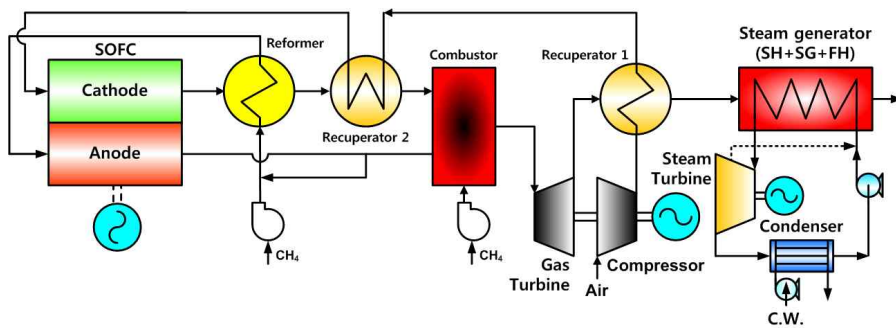 SOFC
Reformer
Combustor
Recuperator 1
Steam generator
(SH+SG+FH)
Cathode
Anode
Recuperator 2
Steam
Turbine
Condenser
CH4
CH4
Gas
Turbine
Compressor
Air
C.W.